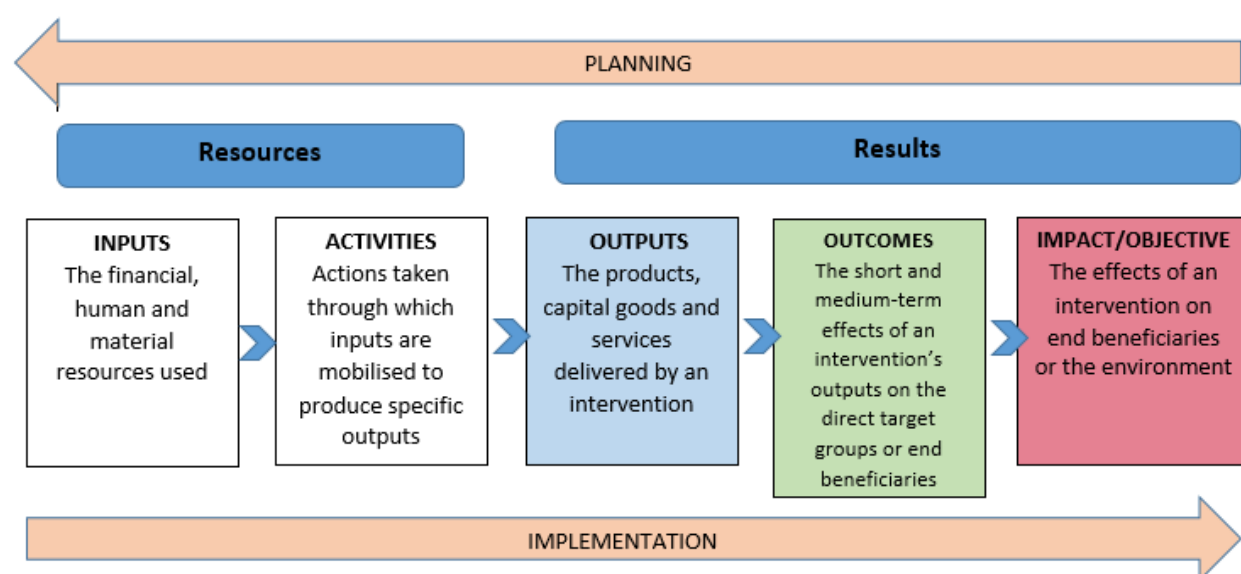 PLANNING
Resources
Results
INPUTS
The financial,
human and
material
resources used
ACTIVITIES
Actions taken
through which
inputs are
mobilised to
produce specific
outputs
OUTPUTS
The products,
capital goods and
services
delivered by an
intervention
OUTCOMES
The short and
medium-term
effects of an
intervention’s
outputs on the
direct target
groups or end
beneficiaries
IMPACT/OBJECTIVE
The effects of an
intervention on
end beneficiaries
or the environment
IMPLEMENTATION